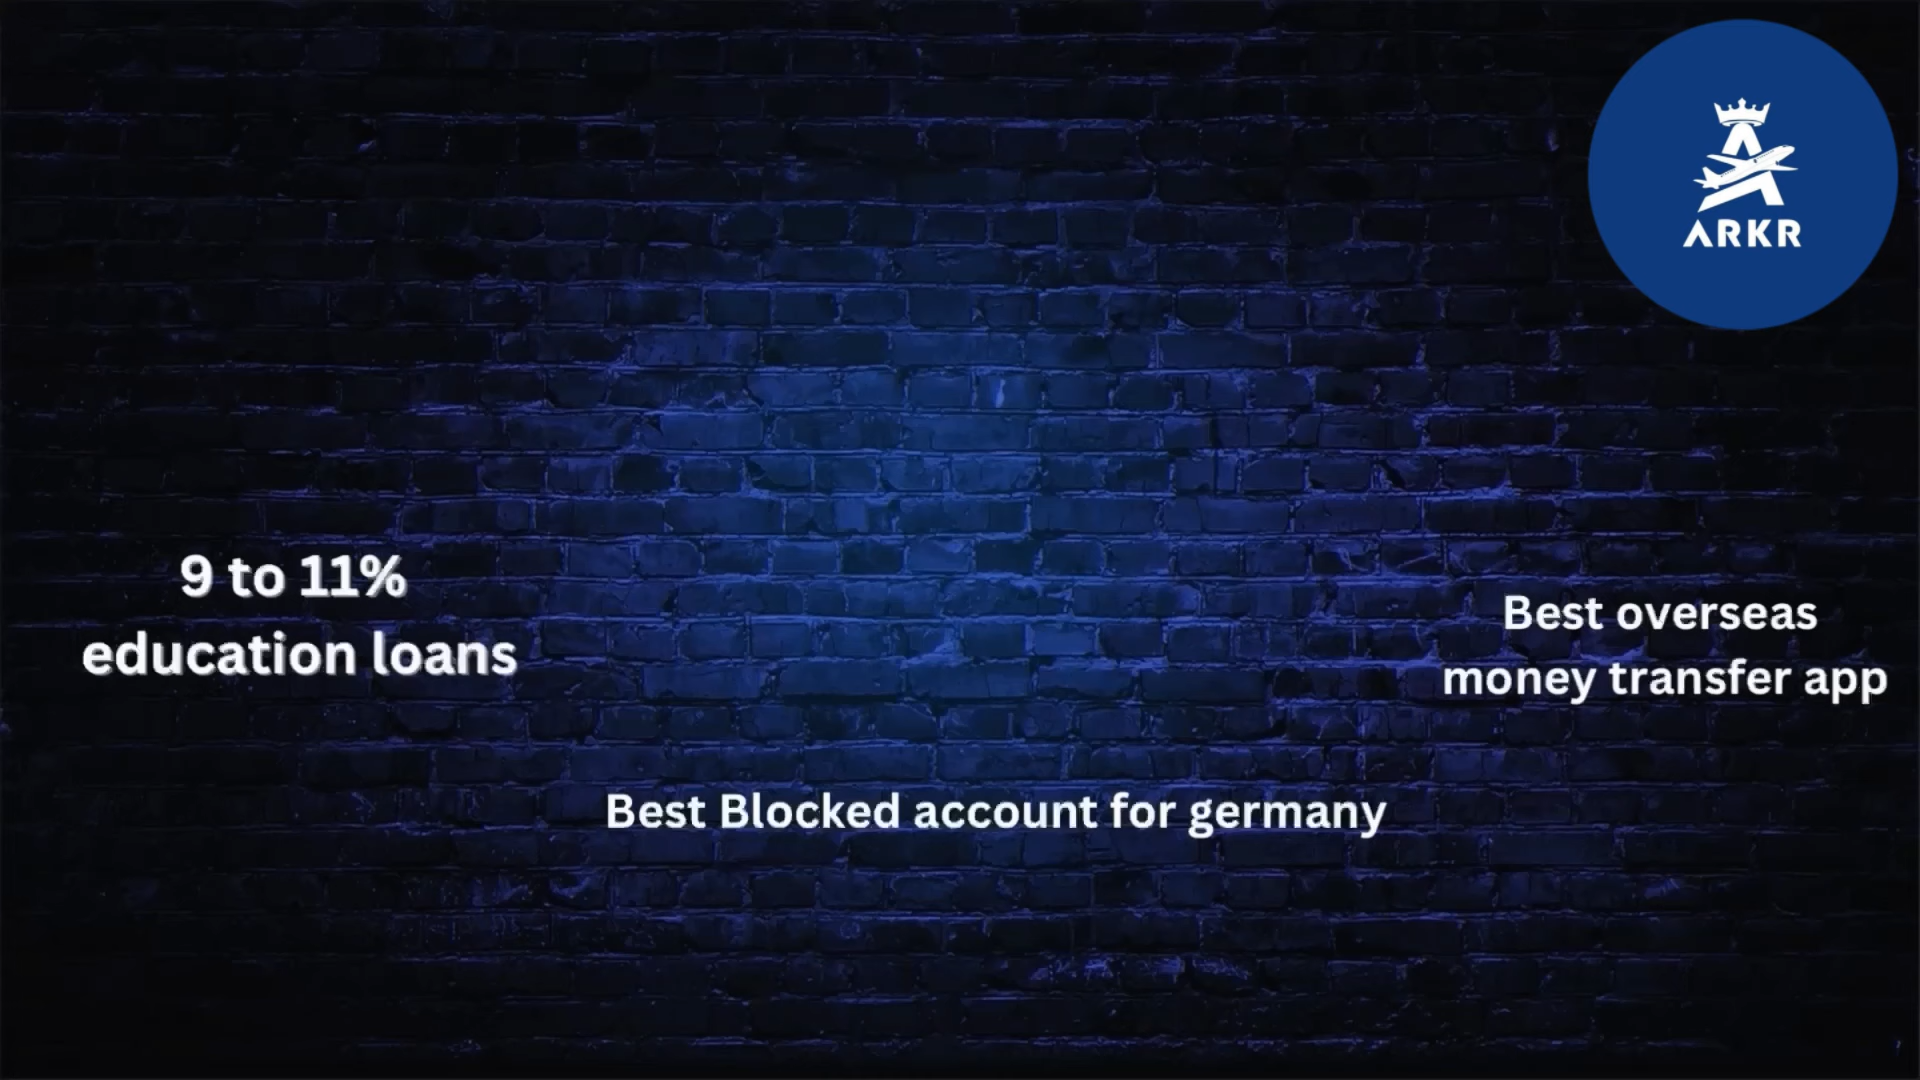 ARKR
9 to 11%
education loans
Best overseas
money transfer app
Best Blocked account for germany